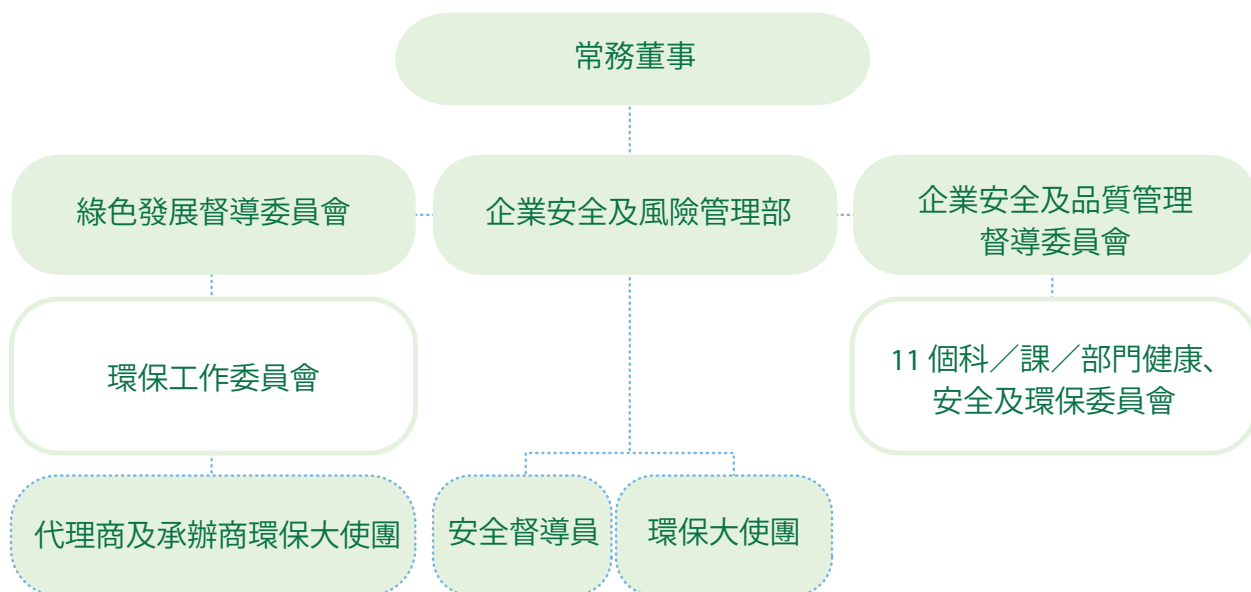 常務董事
綠色發展督導委員會
企業安全及風險管理部
企業安全及品質管理
督導委員會
環保工作委員會
11 個科／課／部門健康、
安全及環保委員會
代理商及承辦商環保大使團
安全督導員
環保大使團